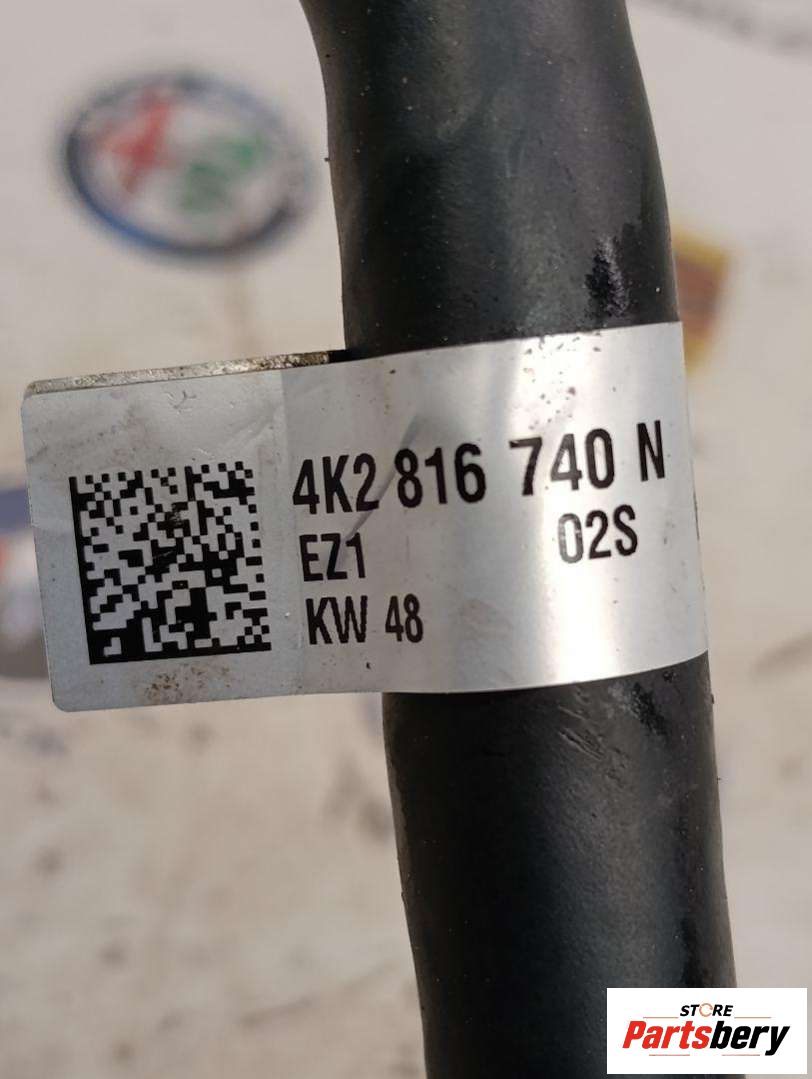 4K2 816 740 N
EZ1 02S
KW 48
STORE
Partsbery